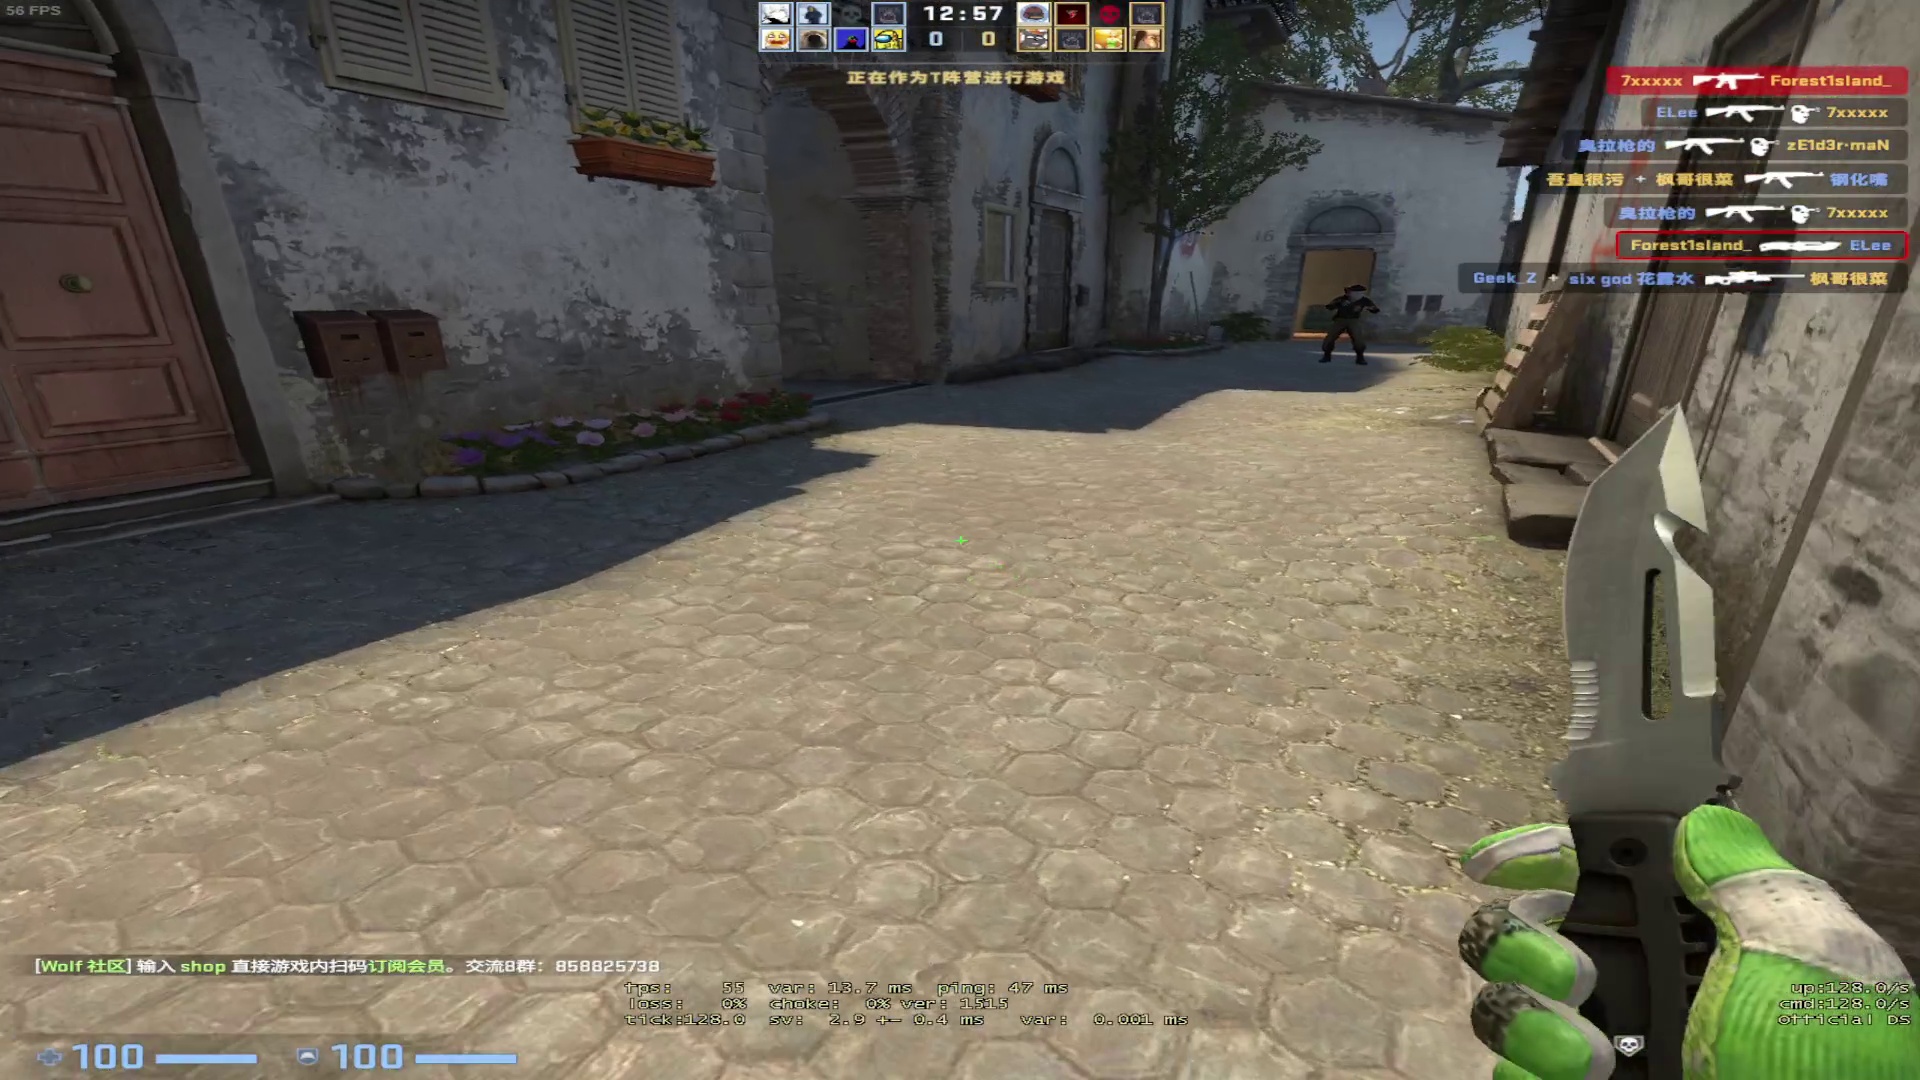 56 FPS
12:57
0 0
正在作为T阵营进行游戏
7xxxxx Forest1sland_
ELee 7xxxxx
奥拉枪的 zE1d3r·maN
吾皇很污 + 枫哥很菜 钢化嘴
奥拉枪的 7xxxxx
Forest1sland_ ELee
Geek_Z + six god 花露水 枫哥很菜
16
[Wolf 社区] 输入 shop 直接游戏内扫码订阅会员。交流8群：858825738
fps: 55 var: 13.7 ms ping: 47 ms
loss: 0% choke: 0% ver: 1515
tick:128.0 sv: 2.9 +- 0.4 ms var: 0.001 ms
up:128.0/s
cmd:128.0/s
Official DS
100 100